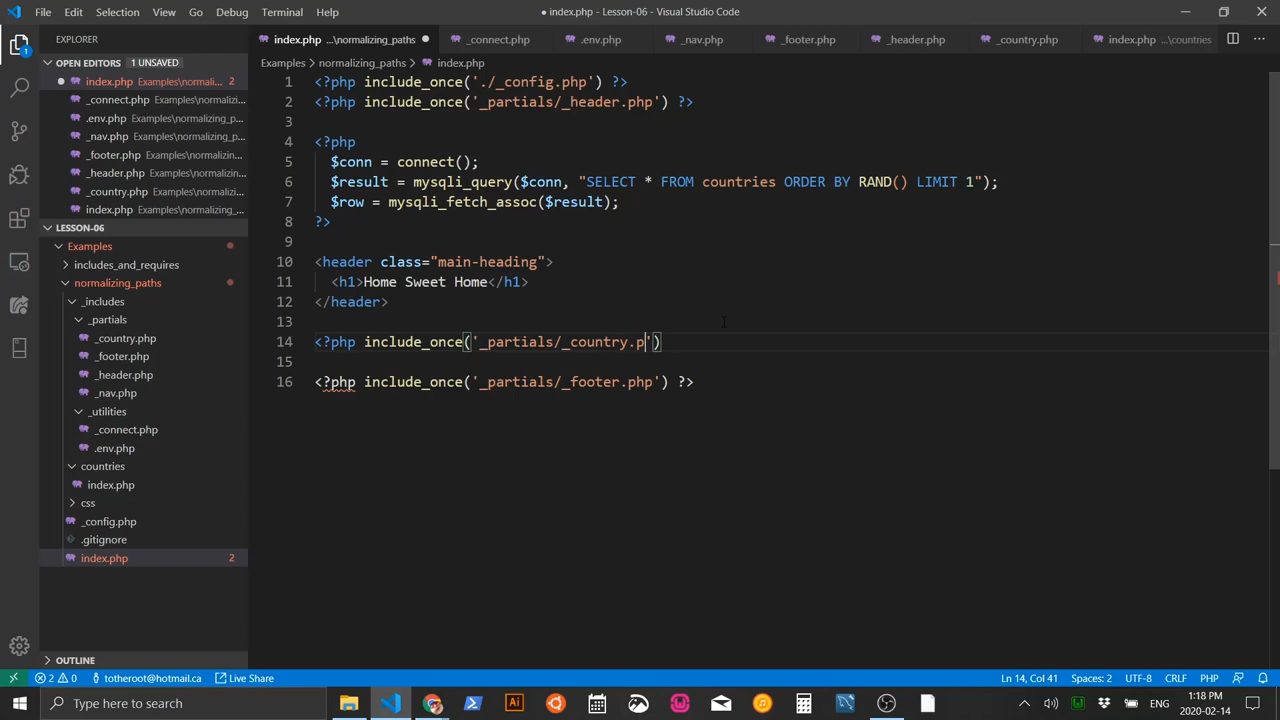 File Edit Selection View Go Debug Terminal Help
● index.php - Lesson-06 - Visual Studio Code
EXPLORER
index.php ...\normalizing_paths ●
_connect.php
.env.php
_nav.php
_footer.php
_header.php
_country.php
index.php ...\countries
OPEN EDITORS 1 UNSAVED
Examples > normalizing_paths > index.php
index.php Examples\normali... 2
_connect.php Examples\normalizi...
.env.php Examples\normalizing_p...
_nav.php Examples\normalizing_p...
_footer.php Examples\normalizin...
_header.php Examples\normalizin...
_country.php Examples\normalizi...
index.php Examples\normalizing_...
LESSON-06
Examples
includes_and_requires
normalizing_paths
_includes
_partials
_country.php
_footer.php
_header.php
_nav.php
_utilities
_connect.php
.env.php
countries
index.php
css
_config.php
.gitignore
index.php 2
OUTLINE
1 <?php include_once('./_config.php') ?>
2 <?php include_once('_partials/_header.php') ?>
3
4 <?php
5 $conn = connect();
6 $result = mysqli_query($conn, "SELECT * FROM countries ORDER BY RAND() LIMIT 1");
7 $row = mysqli_fetch_assoc($result);
8 ?>
9
10 <header class="main-heading">
11 <h1>Home Sweet Home</h1>
12 </header>
13
14 <?php include_once('_partials/_country.p')
15
16 <?php include_once('_partials/_footer.php') ?>
2 0 totheroot@hotmail.ca Live Share
Ln 14, Col 41 Spaces: 2 UTF-8 CRLF PHP
Type here to search
1:18 PM
2020-02-14